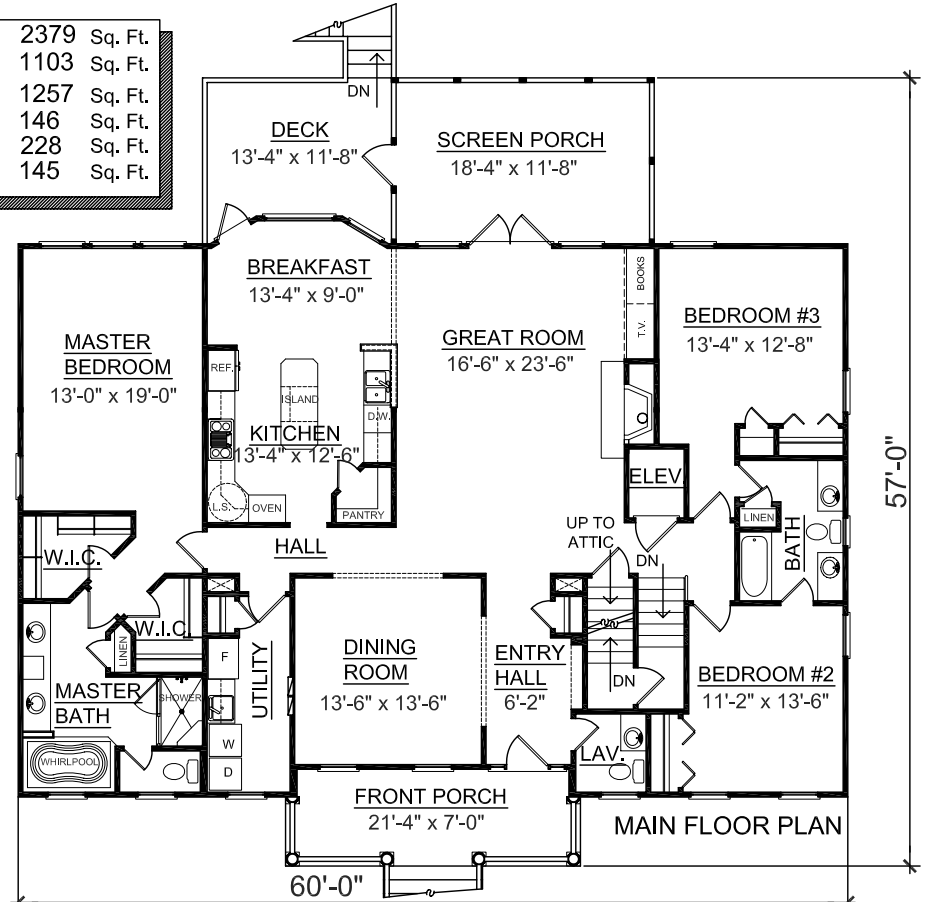 2379 Sq. Ft.
1103 Sq. Ft.
1257 Sq. Ft.
146 Sq. Ft.
228 Sq. Ft.
145 Sq. Ft.
DN
DECK
13'-4" x 11'-8"
SCREEN PORCH
18'-4" x 11'-8"
BREAKFAST
13'-4" x 9'-0"
MASTER
BEDROOM
13'-0" x 19'-0"
GREAT ROOM
16'-6" x 23'-6"
BOOKS
T.V.
BEDROOM #3
13'-4" x 12'-8"
REF.
ISLAND
D.W.
KITCHEN
13'-4" x 12'-6"
L.S.
OVEN
PANTRY
ELEV.
57'-0"
HALL
UP TO
ATTIC
DN
LINEN
BATH
W.I.C.
W.I.C.
LINEN
MASTER
BATH
SHOWER
WHIRLPOOL
F
W
D
UTILITY
DINING
ROOM
13'-6" x 13'-6"
ENTRY
HALL
6'-2"
DN
LAV.
BEDROOM #2
11'-2" x 13'-6"
FRONT PORCH
21'-4" x 7'-0"
MAIN FLOOR PLAN
60'-0"